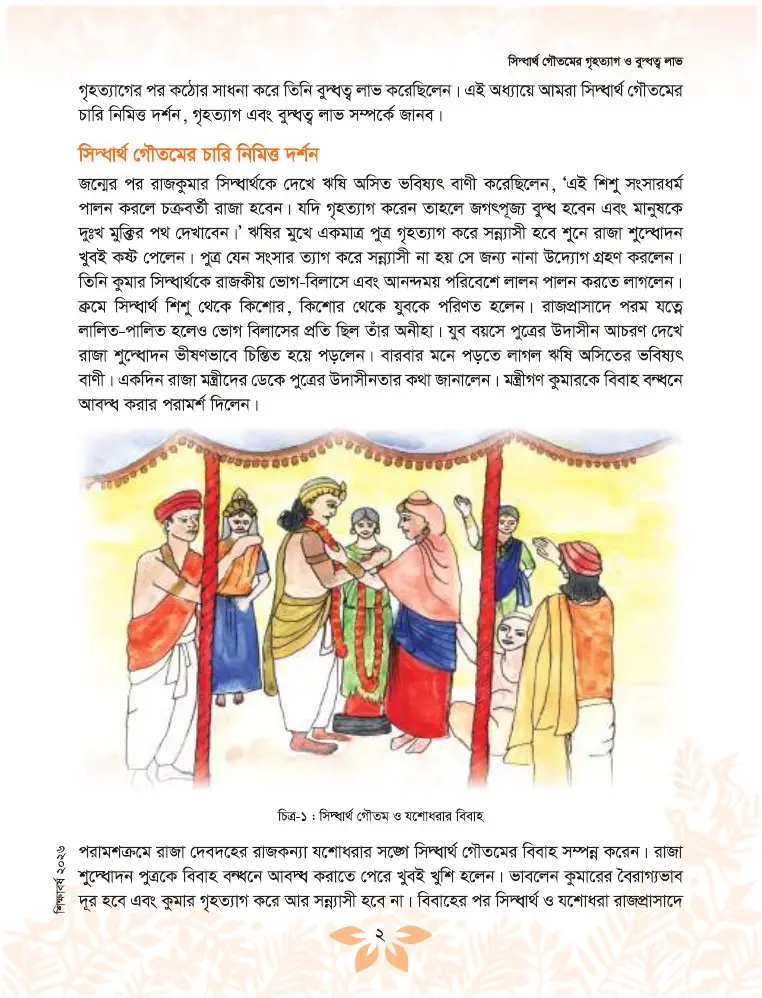 সিদ্ধার্থ গৌতমের গৃহত্যাগ ও বুদ্ধত্ব লাভ
গৃহত্যাগের পর কঠোর সাধনা করে তিনি বুদ্ধত্ব লাভ করেছিলেন। এই অধ্যায়ে আমরা সিদ্ধার্থ গৌতমের
চারি নিমিত্ত দর্শন, গৃহত্যাগ এবং বুদ্ধত্ব লাভ সম্পর্কে জানব।
সিদ্ধার্থ গৌতমের চারি নিমিত্ত দর্শন
জন্মের পর রাজকুমার সিদ্ধার্থকে দেখে ঋষি অসিত ভবিষ্যৎ বাণী করেছিলেন, ‘এই শিশু সংসারধর্ম
পালন করলে চক্রবর্তী রাজা হবেন। যদি গৃহত্যাগ করেন তাহলে জগৎপূজ্য বুদ্ধ হবেন এবং মানুষকে
দুঃখ মুক্তির পথ দেখাবেন।’ ঋষির মুখে একমাত্র পুত্র গৃহত্যাগ করে সন্ন্যাসী হবে শুনে রাজা শুদ্ধোদন
খুবই কষ্ট পেলেন। পুত্র যেন সংসার ত্যাগ করে সন্ন্যাসী না হয় সে জন্য নানা উদ্যোগ গ্রহণ করলেন।
তিনি কুমার সিদ্ধার্থকে রাজকীয় ভোগ-বিলাসে এবং আনন্দময় পরিবেশে লালন পালন করতে লাগলেন।
ক্রমে সিদ্ধার্থ শিশু থেকে কিশোর, কিশোর থেকে যুবকে পরিণত হলেন। রাজপ্রাসাদে পরম যত্নে
লালিত-পালিত হলেও ভোগ বিলাসের প্রতি ছিল তাঁর অনীহা। যুব বয়সে পুত্রের উদাসীন আচরণ দেখে
রাজা শুদ্ধোদন ভীষণভাবে চিন্তিত হয়ে পড়লেন। বারবার মনে পড়তে লাগল ঋষি অসিতের ভবিষ্যৎ
বাণী। একদিন রাজা মন্ত্রীদের ডেকে পুত্রের উদাসীনতার কথা জানালেন। মন্ত্রীগণ কুমারকে বিবাহ বন্ধনে
আবদ্ধ করার পরামর্শ দিলেন।
চিত্র-১ : সিদ্ধার্থ গৌতম ও যশোধরার বিবাহ
পরামর্শক্রমে রাজা দেবদহের রাজকন্যা যশোধরার সঙ্গে সিদ্ধার্থ গৌতমের বিবাহ সম্পন্ন করেন। রাজা
শুদ্ধোদন পুত্রকে বিবাহ বন্ধনে আবদ্ধ করাতে পেরে খুবই খুশি হলেন। ভাবলেন কুমারের বৈরাগ্যভাব
দূর হবে এবং কুমার গৃহত্যাগ করে আর সন্ন্যাসী হবে না। বিবাহের পর সিদ্ধার্থ ও যশোধরা রাজপ্রাসাদে
শিক্ষাবর্ষ ২০২৬
২